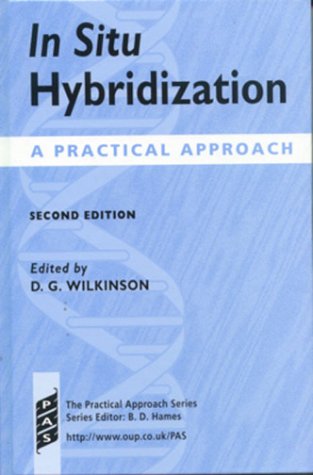 In Situ
Hybridization
A PRACTICAL APPROACH
SECOND EDITION
Edited by
D. G. WILKINSON
PAS
The Practical Approach Series
Series Editor: B. D. Hames
http://www.oup.co.uk/PAS